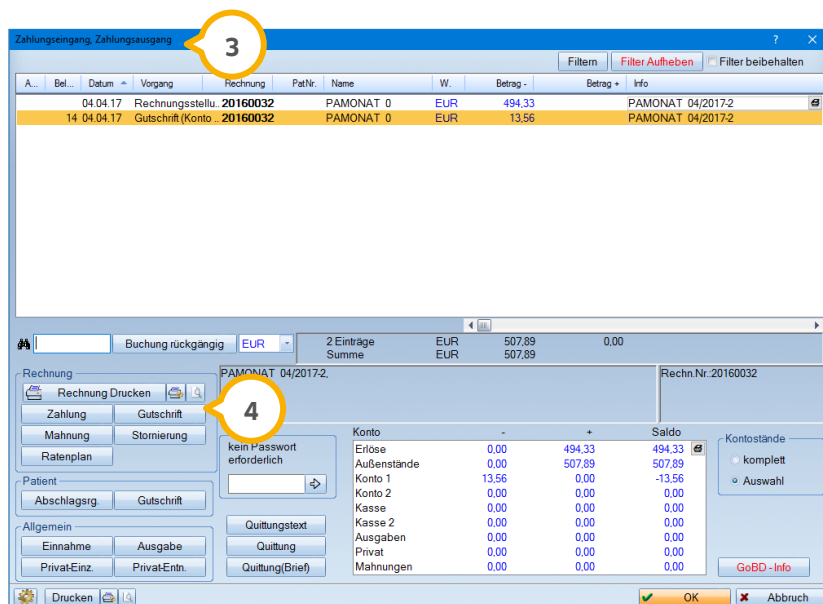 Zahlungseingang, Zahlungsausgang
3
Filtern Filter Aufheben Filter beibehalten
A... Bel... Datum Vorgang Rechnung PatNr. Name W. Betrag - Betrag + Info
04.04.17 Rechnungsstellu.. 20160032 PAMONAT 0 EUR 494,33 PAMONAT 04/2017-2
14 04.04.17 Gutschrift (Konto .. 20160032 PAMONAT 0 EUR 13,56 PAMONAT 04/2017-2
Buchung rückgängig EUR 2 Einträge EUR 507,89 0,00
Summe EUR 507,89
Rechnung
PAMONAT 04/2017-2, Rechn.Nr.:20160032
Rechnung Drucken
Zahlung Gutschrift
4
Mahnung Stornierung
Ratenplan
Patient
Abschlagsrg. Gutschrift
Allgemein
Einnahme Ausgabe
Privat-Einz. Privat-Entn.
kein Passwort
erforderlich
Quittungstext
Quittung
Quittung(Brief)
Konto - + Saldo
Erlöse 0,00 494,33 494,33
Außenstände 0,00 507,89 507,89
Konto 1 13,56 0,00 -13,56
Konto 2 0,00 0,00 0,00
Kasse 0,00 0,00 0,00
Kasse 2 0,00 0,00 0,00
Ausgaben 0,00 0,00 0,00
Privat 0,00 0,00 0,00
Mahnungen 0,00 0,00 0,00
Kontostände
komplett
Auswahl
GoBD - Info
Drucken OK Abbruch